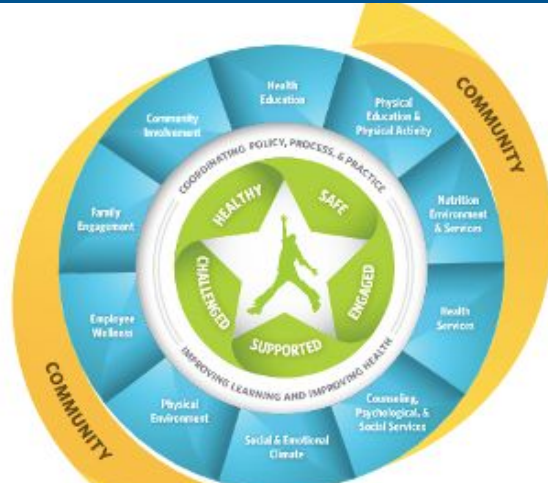 COMMUNITY
Health
Education
Physical
Education &
Physical Activity
Nutrition
Environment
& Services
Health
Services
Counseling,
Psychological, &
Social Services
Social & Emotional
Climate
Physical
Environment
Employee
Wellness
Family
Engagement
Community
Involvement
COORDINATING POLICY, PROCESS, & PRACTICE
IMPROVING LEARNING AND IMPROVING HEALTH
HEALTHY
SAFE
ENGAGED
SUPPORTED
CHALLENGED
COMMUNITY